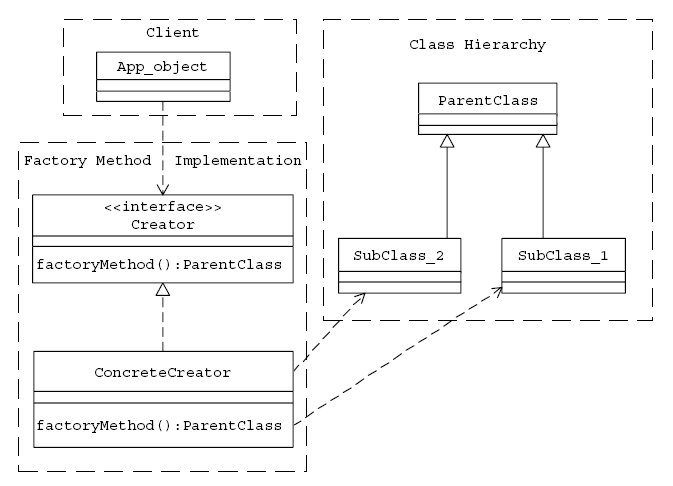 Client
App_object
Class Hierarchy
ParentClass
Factory Method Implementation
<<interface>>
Creator
factoryMethod():ParentClass
SubClass_2
SubClass_1
ConcreteCreator
factoryMethod():ParentClass